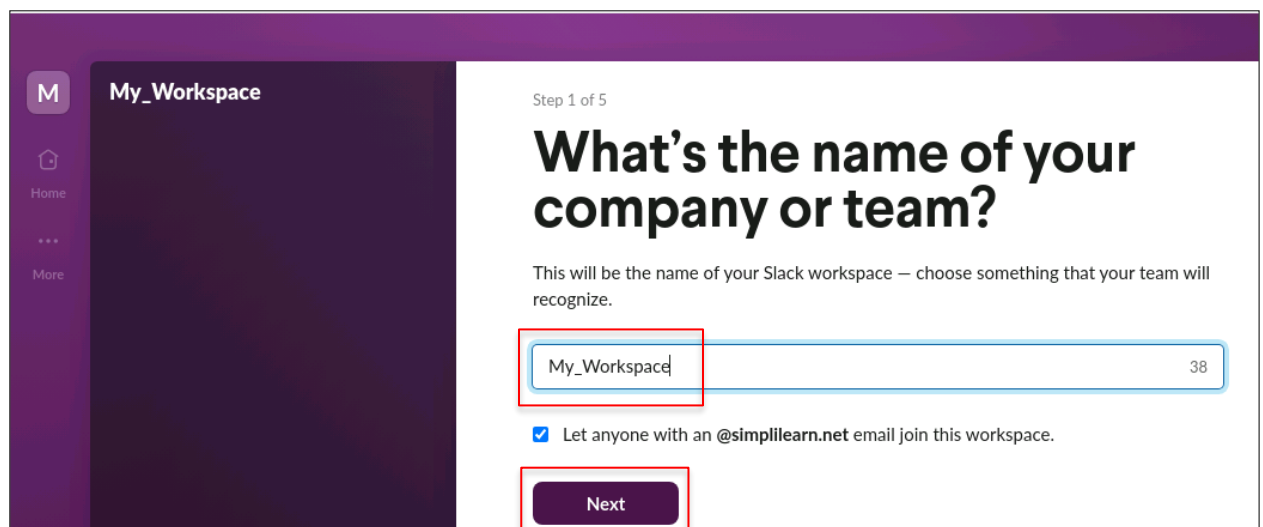 M
My_Workspace
Home
More
Step 1 of 5
What's the name of your
company or team?
This will be the name of your Slack workspace — choose something that your team will
recognize.
My_Workspace 38
Let anyone with an @simplilearn.net email join this workspace.
Next